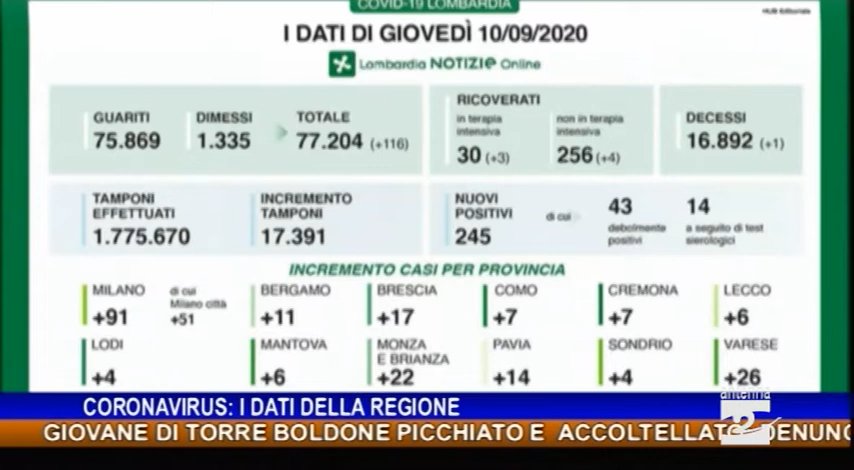 COVID-19 LOMBARDIA
I DATI DI GIOVEDÌ 10/09/2020
Lombardia NOTIZIE Online
GUARITI
75.869
DIMESSI
1.335
TOTALE
77.204 (+116)
RICOVERATI
in terapia
intensiva
30 (+3)
non in terapia
intensiva
256 (+4)
DECESSI
16.892 (+1)
TAMPONI
EFFETTUATI
1.775.670
INCREMENTO
TAMPONI
17.391
NUOVI
POSITIVI
245
di cui
43
debolmente
positivi
14
a seguito di test
sierologici
INCREMENTO CASI PER PROVINCIA
MILANO
+91
di cui
Milano città
+51
BERGAMO
+11
BRESCIA
+17
COMO
+7
CREMONA
+7
LECCO
+6
LODI
+4
MANTOVA
+6
MONZA
E BRIANZA
+22
PAVIA
+14
SONDRIO
+4
VARESE
+26
antenna
2
CORONAVIRUS: I DATI DELLA REGIONE
GIOVANE DI TORRE BOLDONE PICCHIATO E ACCOLTELLATO DENUNC